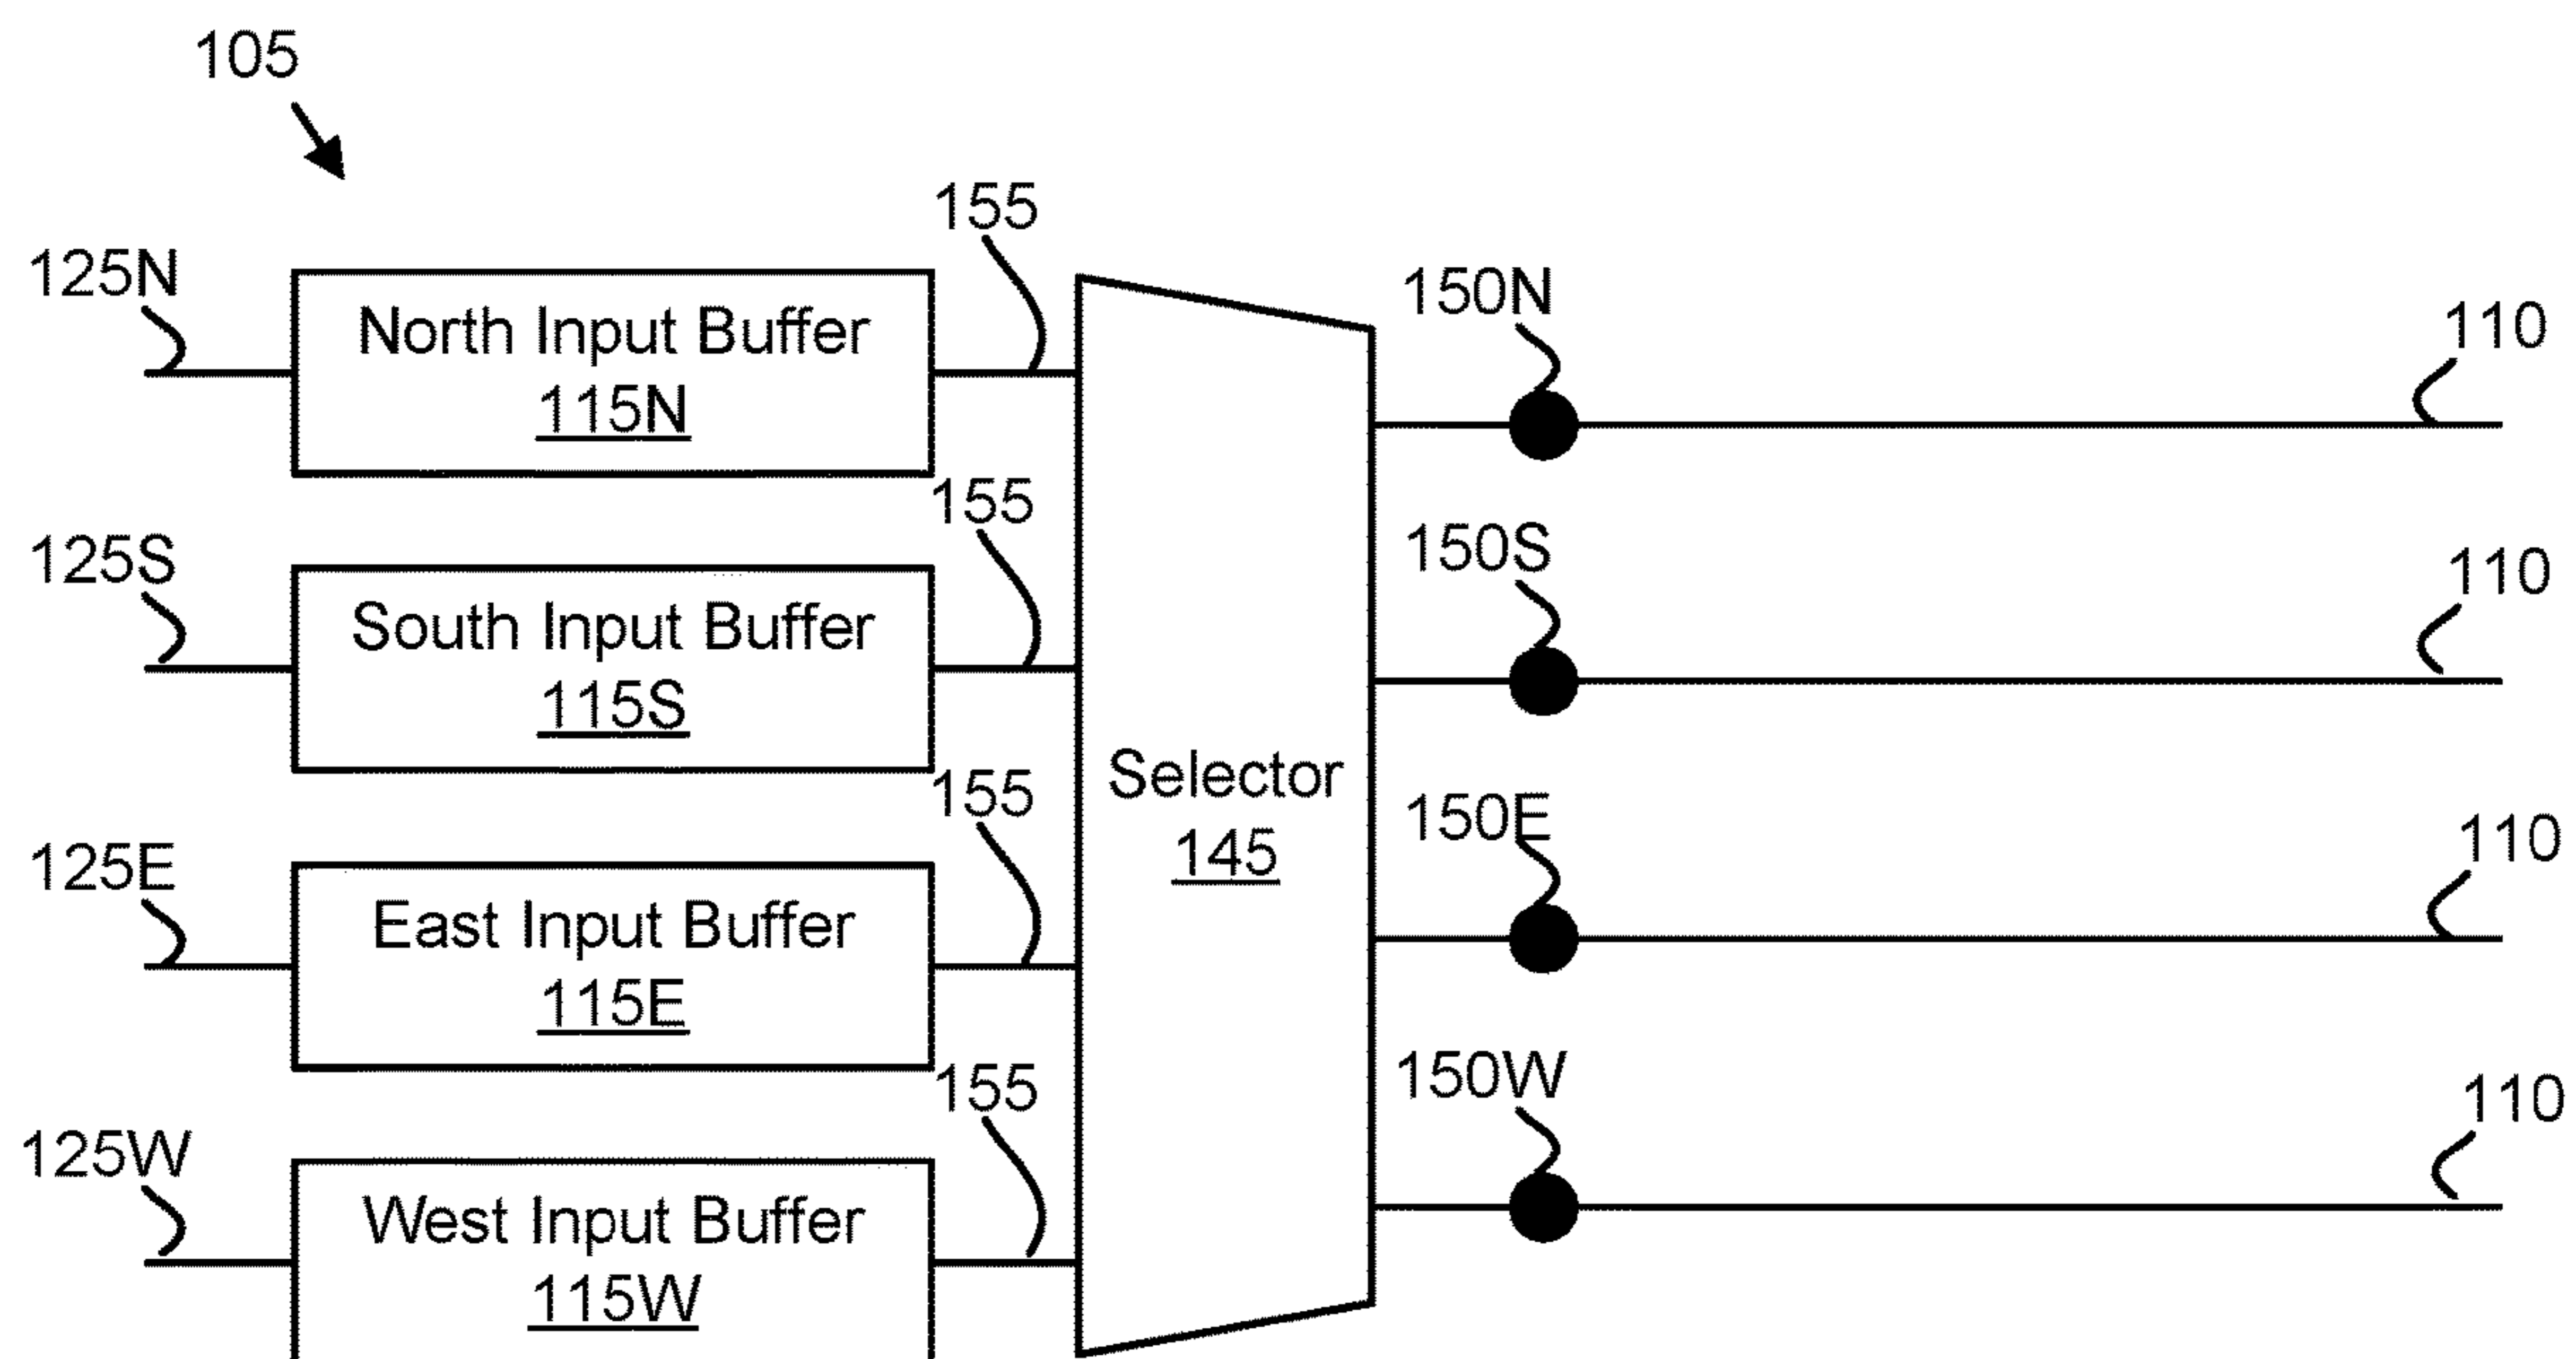 105
155
125N
North Input Buffer
115N
150N
110
155
125S
South Input Buffer
115S
150S
110
155
Selector
145
125E
East Input Buffer
115E
150E
110
155
125W
West Input Buffer
115W
150W
110